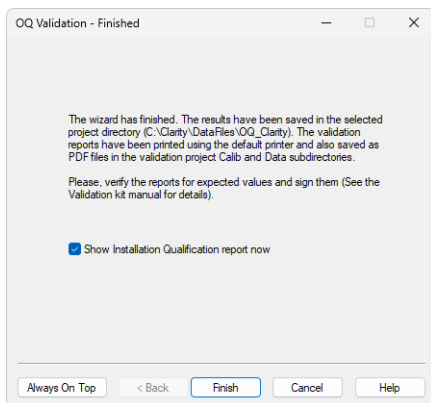 OQ Validation - Finished
The wizard has finished. The results have been saved in the selected
project directory (C:\Clarity\DataFiles\OQ_Clarity). The validation
reports have been printed using the default printer and also saved as
PDF files in the validation project Calib and Data subdirectories.
Please, verify the reports for expected values and sign them (See the
Validation kit manual for details).
Show Installation Qualification report now
Always On Top
< Back
Finish
Cancel
Help